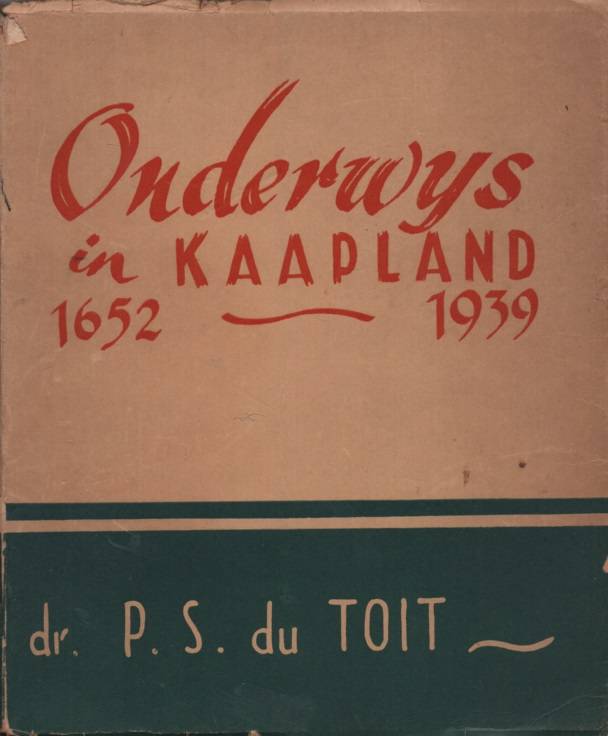 Onderwys
in KAAPLAND
1652 ~ 1939
dr. P. S. du TOIT ~